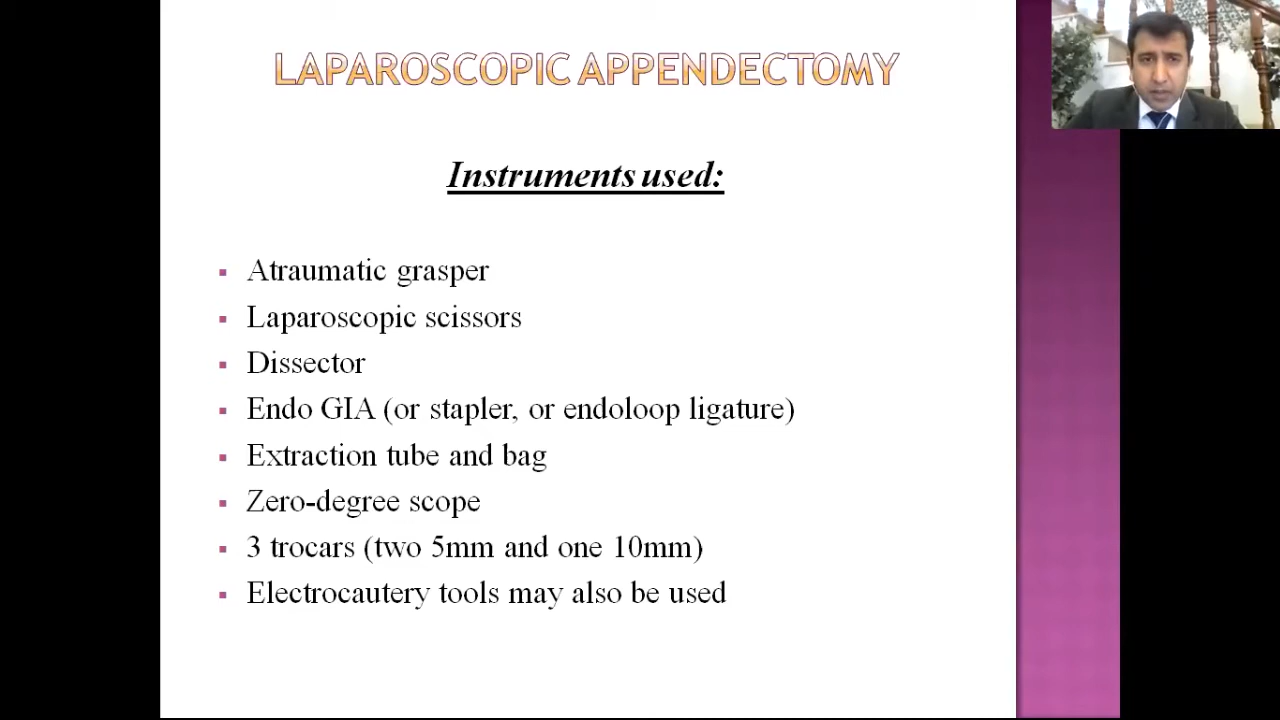 LAPAROSCOPIC APPENDECTOMY
Instruments used:
Atraumatic grasper
Laparoscopic scissors
Dissector
Endo GIA (or stapler, or endoloop ligature)
Extraction tube and bag
Zero-degree scope
3 trocars (two 5mm and one 10mm)
Electrocautery tools may also be used